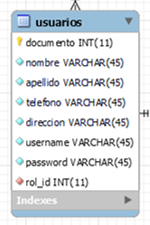 usuarios
documento INT(11)
nombre VARCHAR(45)
apellido VARCHAR(45)
telefono VARCHAR(45)
direccion VARCHAR(45)
username VARCHAR(45)
password VARCHAR(45)
rol_id INT(11)
Indexes